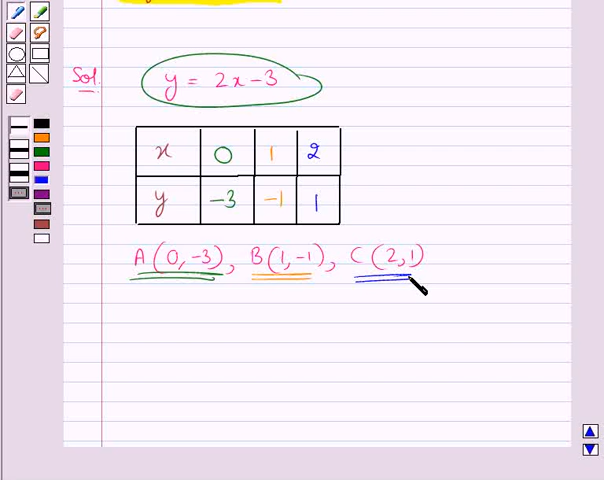 Sol.
y = 2x-3
x 0 1 2
y -3 -1 1
A(0,-3), B(1,-1), C(2,1)